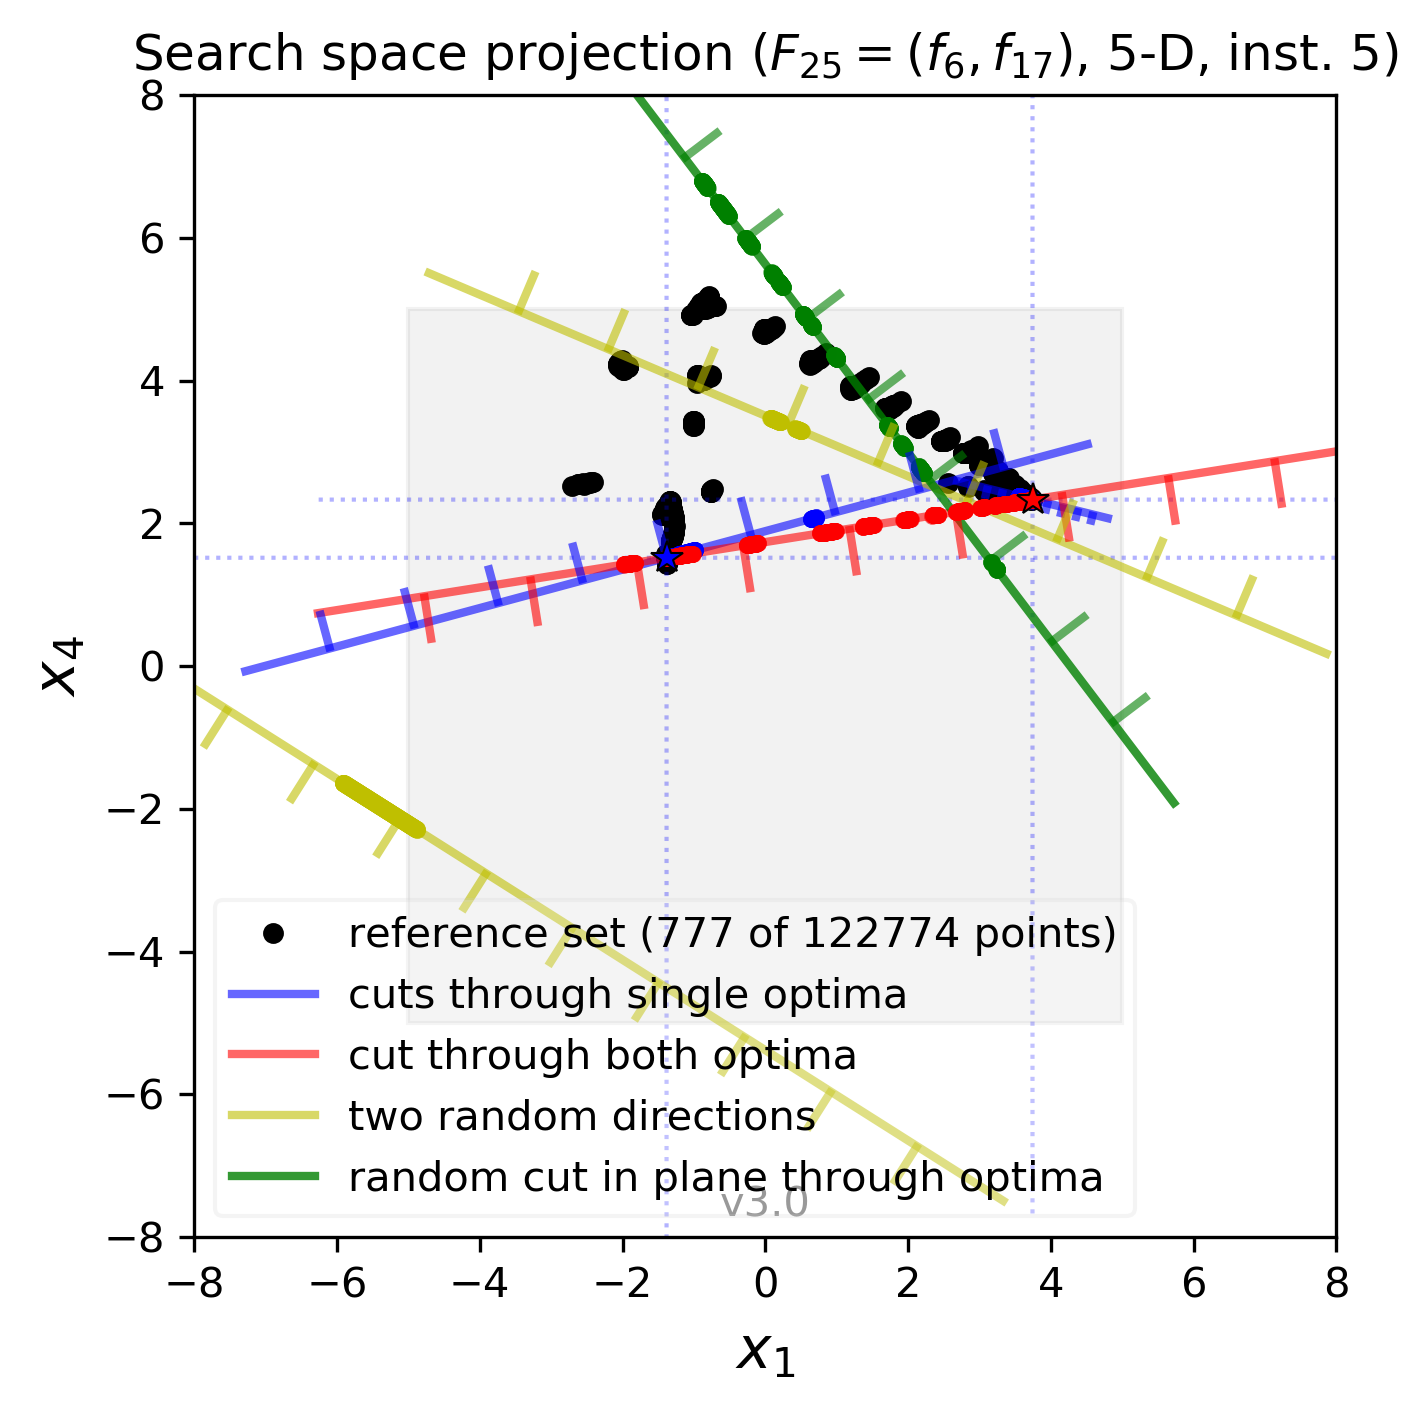 Search space projection (F₂₅ = (f₆, f₁₇), 5-D, inst. 5)
8
6
4
2
0
−2
−4
−6
−8
x₄
reference set (777 of 122774 points)
cuts through single optima
cut through both optima
two random directions
random cut in plane through optima
v3.0
−8 −6 −4 −2 0 2 4 6 8
x₁